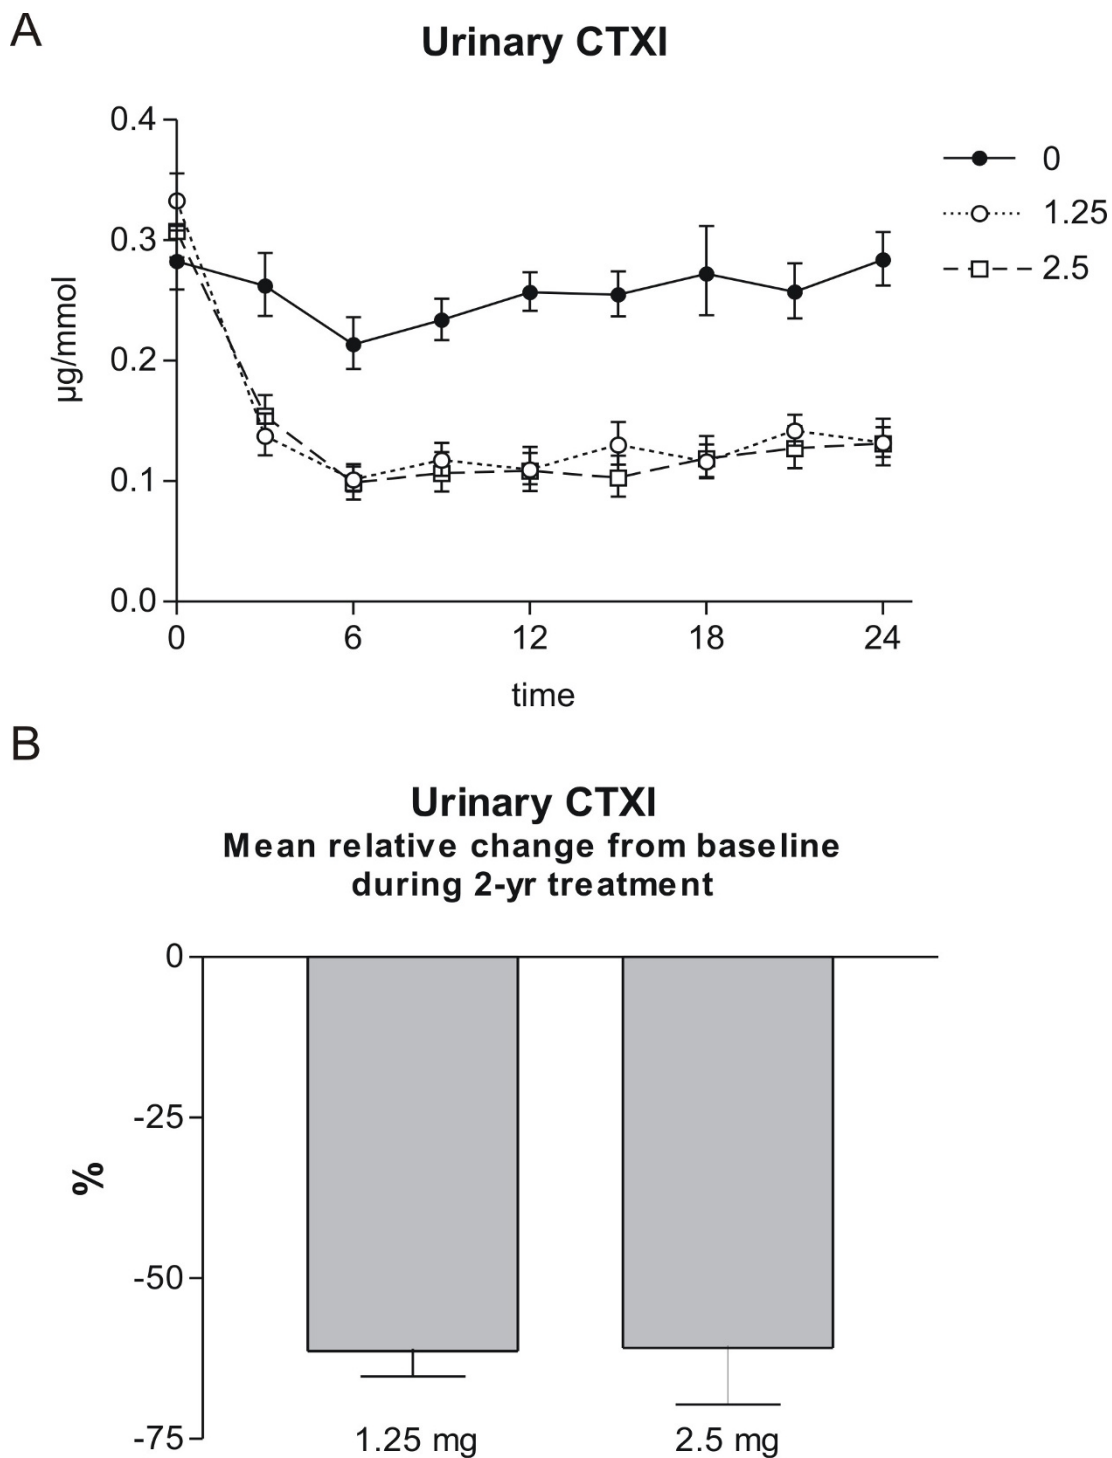 A
Urinary CTXI
0.4
0.3
0.2
0.1
0.0
µg/mmol
0 6 12 18 24
time
0
1.25
2.5
B
Urinary CTXI
Mean relative change from baseline
during 2-yr treatment
0
-25
-50
-75
%
1.25 mg 2.5 mg